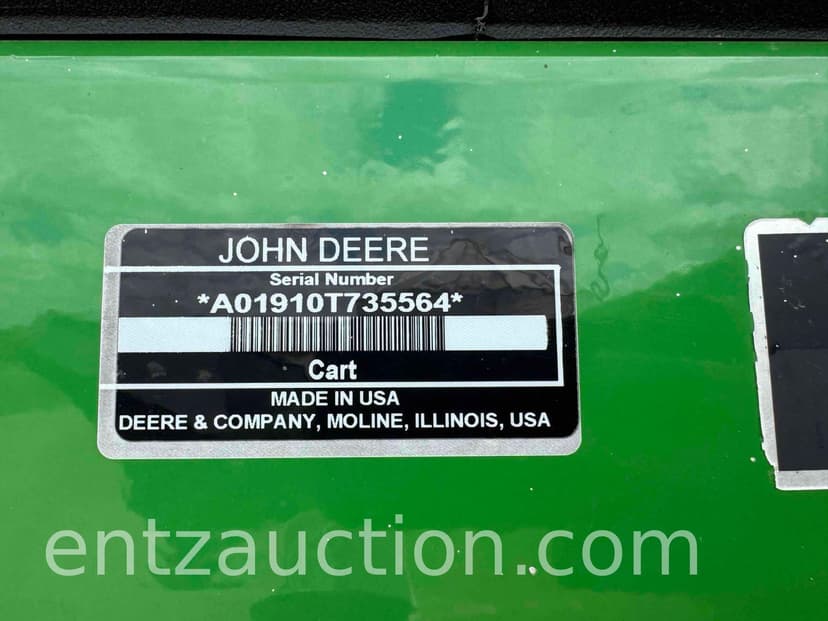 JOHN DEERE
Serial Number
*A01910T735564*
Cart
MADE IN USA
DEERE & COMPANY, MOLINE, ILLINOIS, USA
entzauction.com